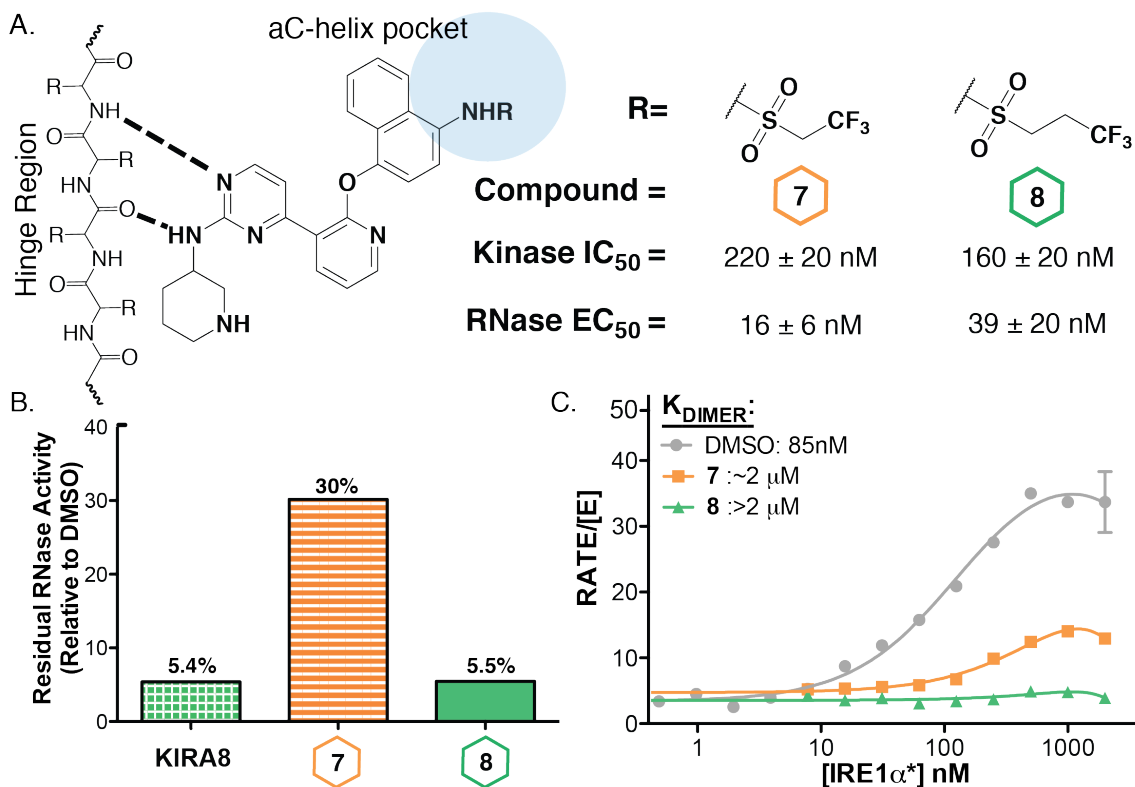 A.
aC-helix pocket
Hinge Region
O
R
NH
O
R
HN
O
R
NH
O
R
HN
O
N
HN
N
O
N
NHR
NH
R=
O
S
O
CF3
O
S
O
CF3
Compound =
7
8
Kinase IC50 =
220 ± 20 nM
160 ± 20 nM
RNase EC50 =
16 ± 6 nM
39 ± 20 nM
B.
Residual RNase Activity
(Relative to DMSO)
40
30
20
10
0
5.4%
30%
5.5%
KIRA8
7
8
C.
KDIMER:
DMSO: 85nM
7 :~2 µM
8 :>2 µM
RATE/[E]
50
40
30
20
10
0
1
10
100
1000
[IRE1α*] nM